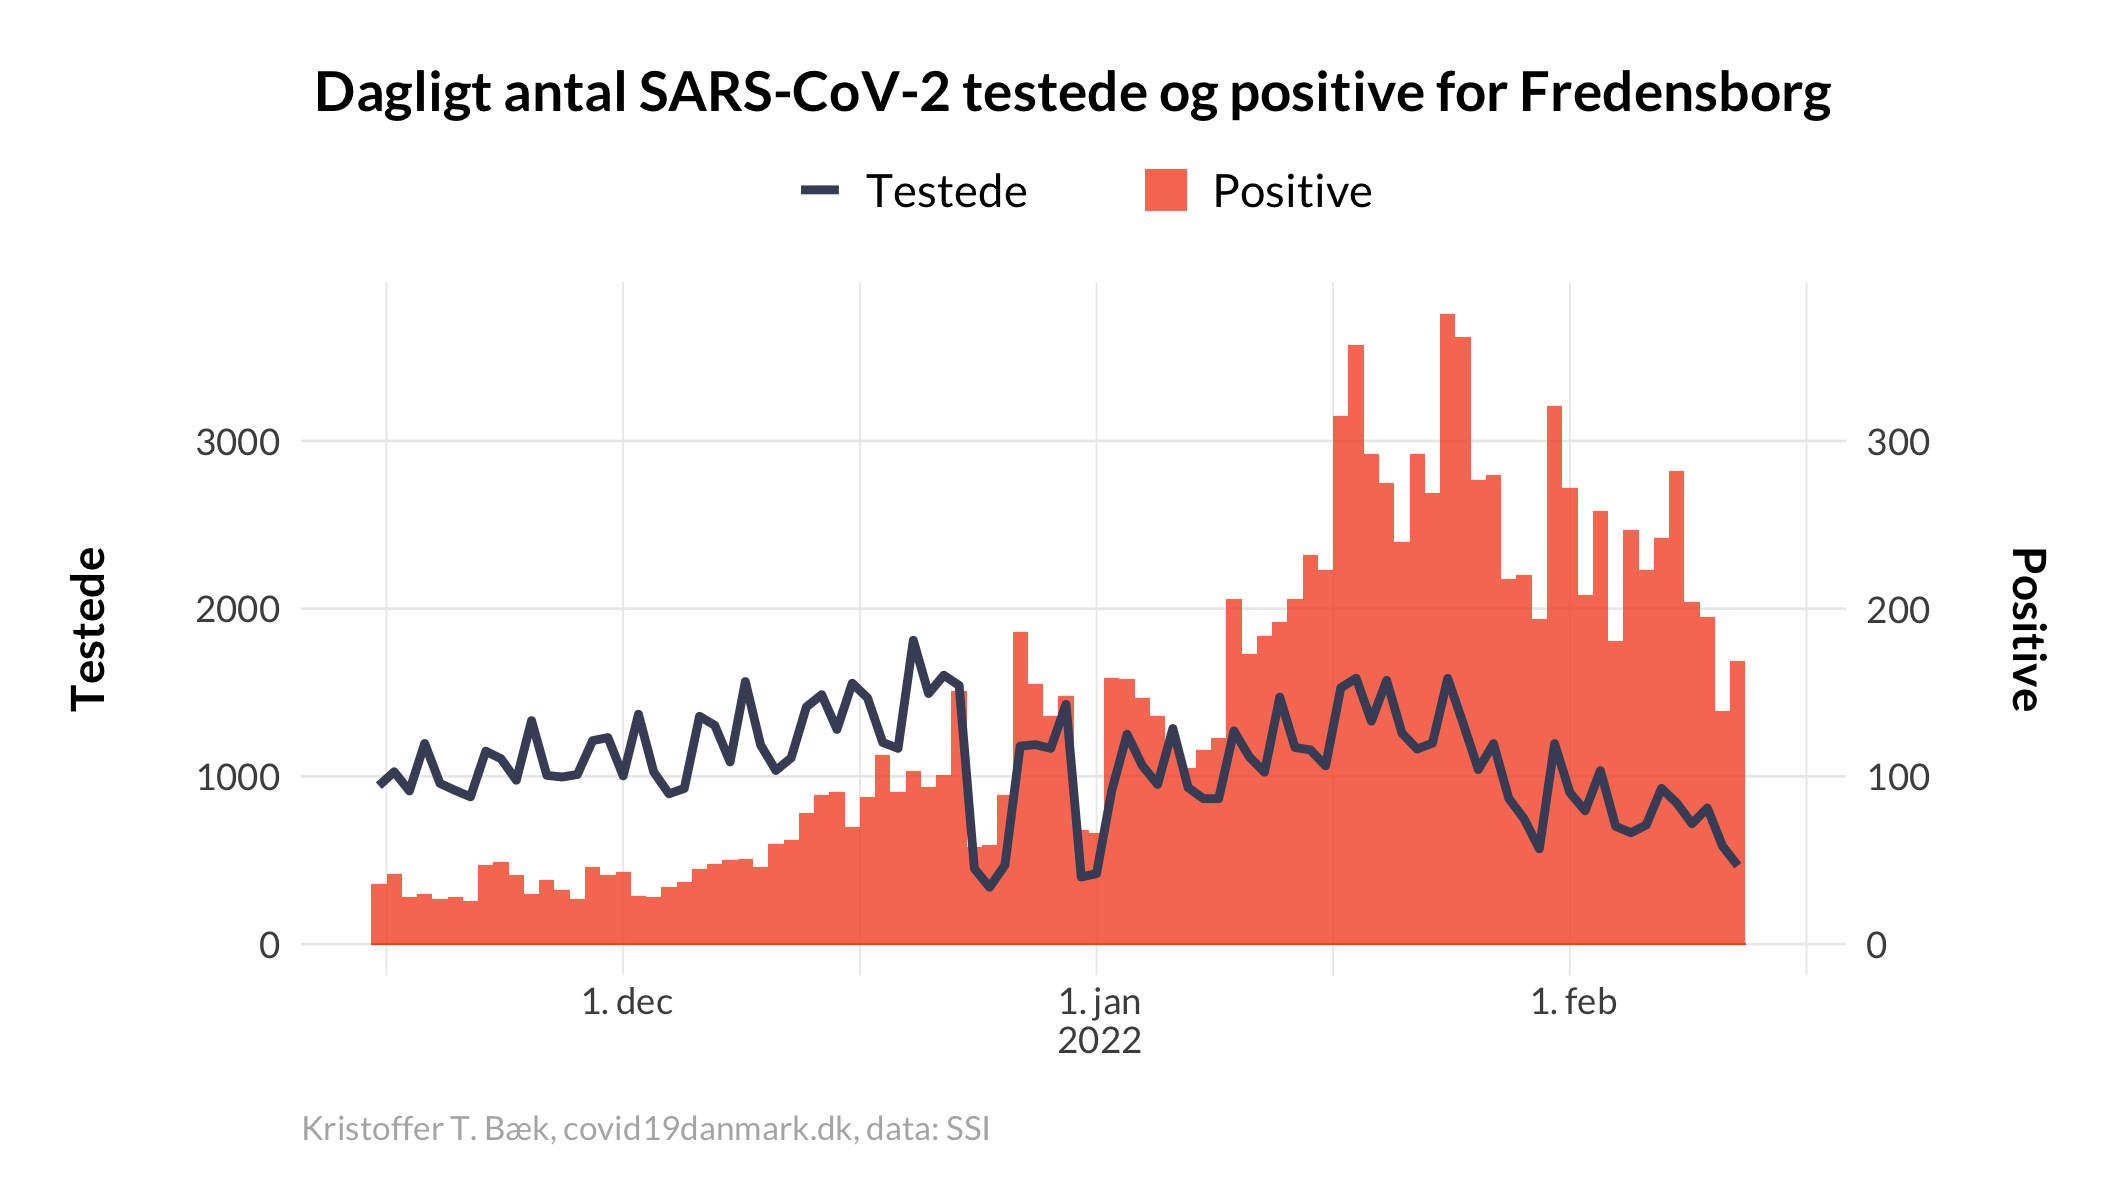 Dagligt antal SARS-CoV-2 testede og positive for Fredensborg
Testede
Positive
3000
2000
1000
0
Testede
300
200
100
0
Positive
1. dec
1. jan
2022
1. feb
Kristoffer T. Bæk, covid19danmark.dk, data: SSI